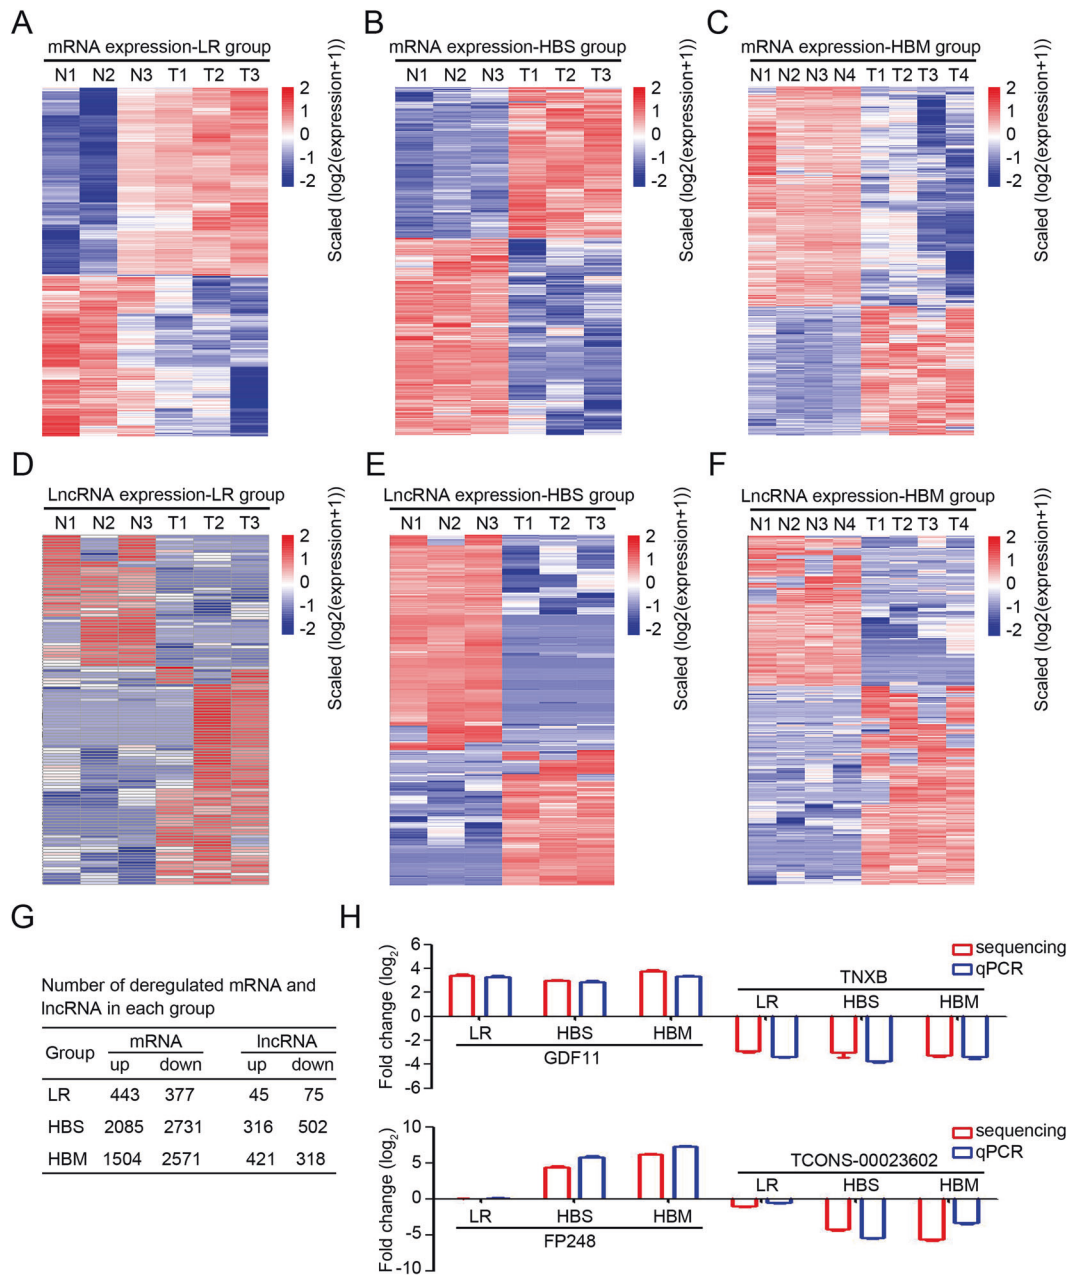 A
mRNA expression-LR group
N1 N2 N3 T1 T2 T3
2
1
0
-1
-2
Scaled (log2(expression+1))
B
mRNA expression-HBS group
N1 N2 N3 T1 T2 T3
2
1
0
-1
-2
Scaled (log2(expression+1))
C
mRNA expression-HBM group
N1 N2 N3 N4 T1 T2 T3 T4
2
1
0
-1
-2
Scaled (log2(expression+1))
D
LncRNA expression-LR group
N1 N2 N3 T1 T2 T3
2
1
0
-1
-2
Scaled (log2(expression+1))
E
LncRNA expression-HBS group
N1 N2 N3 T1 T2 T3
2
1
0
-1
-2
Scaled (log2(expression+1))
F
LncRNA expression-HBM group
N1 N2 N3 N4 T1 T2 T3 T4
2
1
0
-1
-2
Scaled (log2(expression+1))
G
Number of deregulated mRNA and
lncRNA in each group
Group mRNA lncRNA
up down up down
LR 443 377 45 75
HBS 2085 2731 316 502
HBM 1504 2571 421 318
H
Fold change (log2)
6
4
2
0
-2
-4
-6
LR HBS HBM
GDF11
TNXB
LR HBS HBM
sequencing
qPCR
Fold change (log2)
10
5
0
-5
-10
LR HBS HBM
FP248
TCONS-00023602
LR HBS HBM
sequencing
qPCR